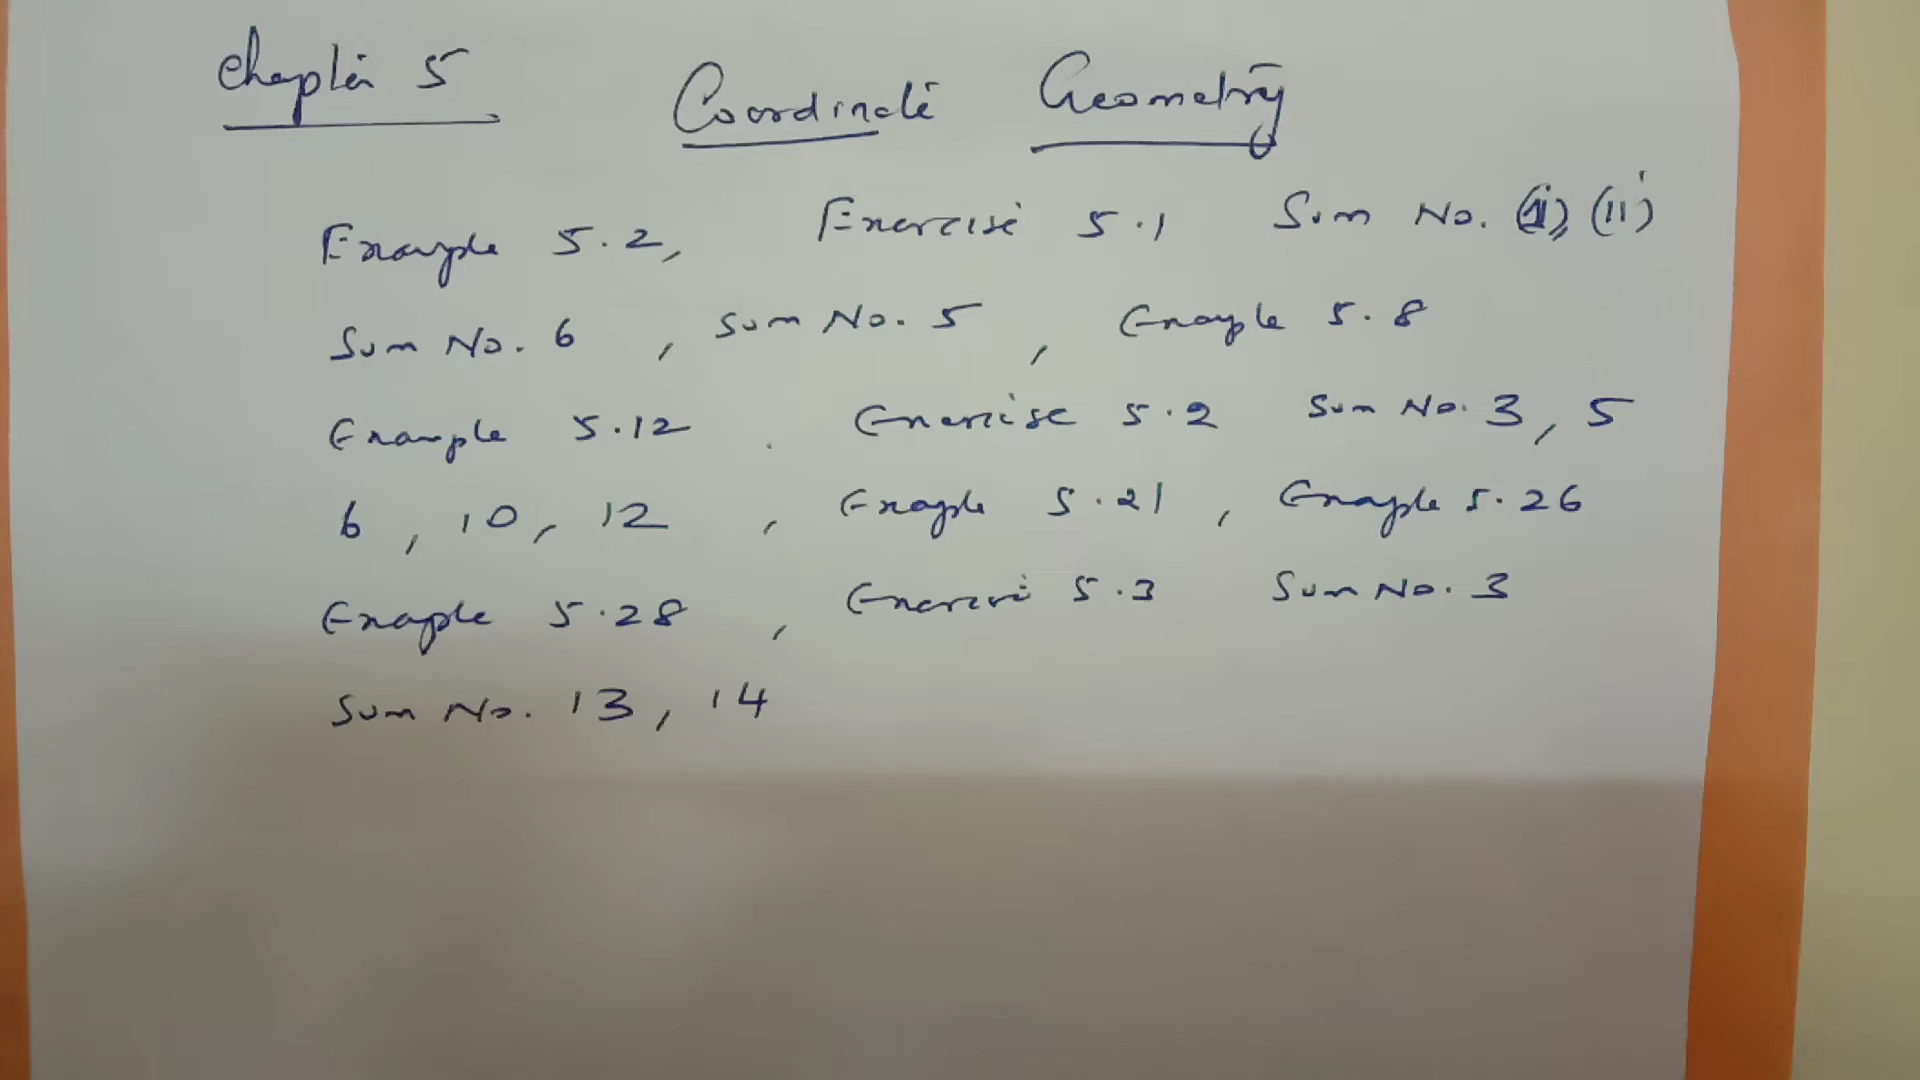 Chapter 5 Coordinate Geometry
Example 5.2, Exercise 5.1 Sum No. (i), (ii)
Sum No. 6, Sum No. 5, Example 5.8
Example 5.12. Exercise 5.2 Sum No. 3, 5
6, 10, 12, Example 5.21, Example 5.26
Example 5.28, Exercise 5.3 Sum No. 3
Sum No. 13, 14